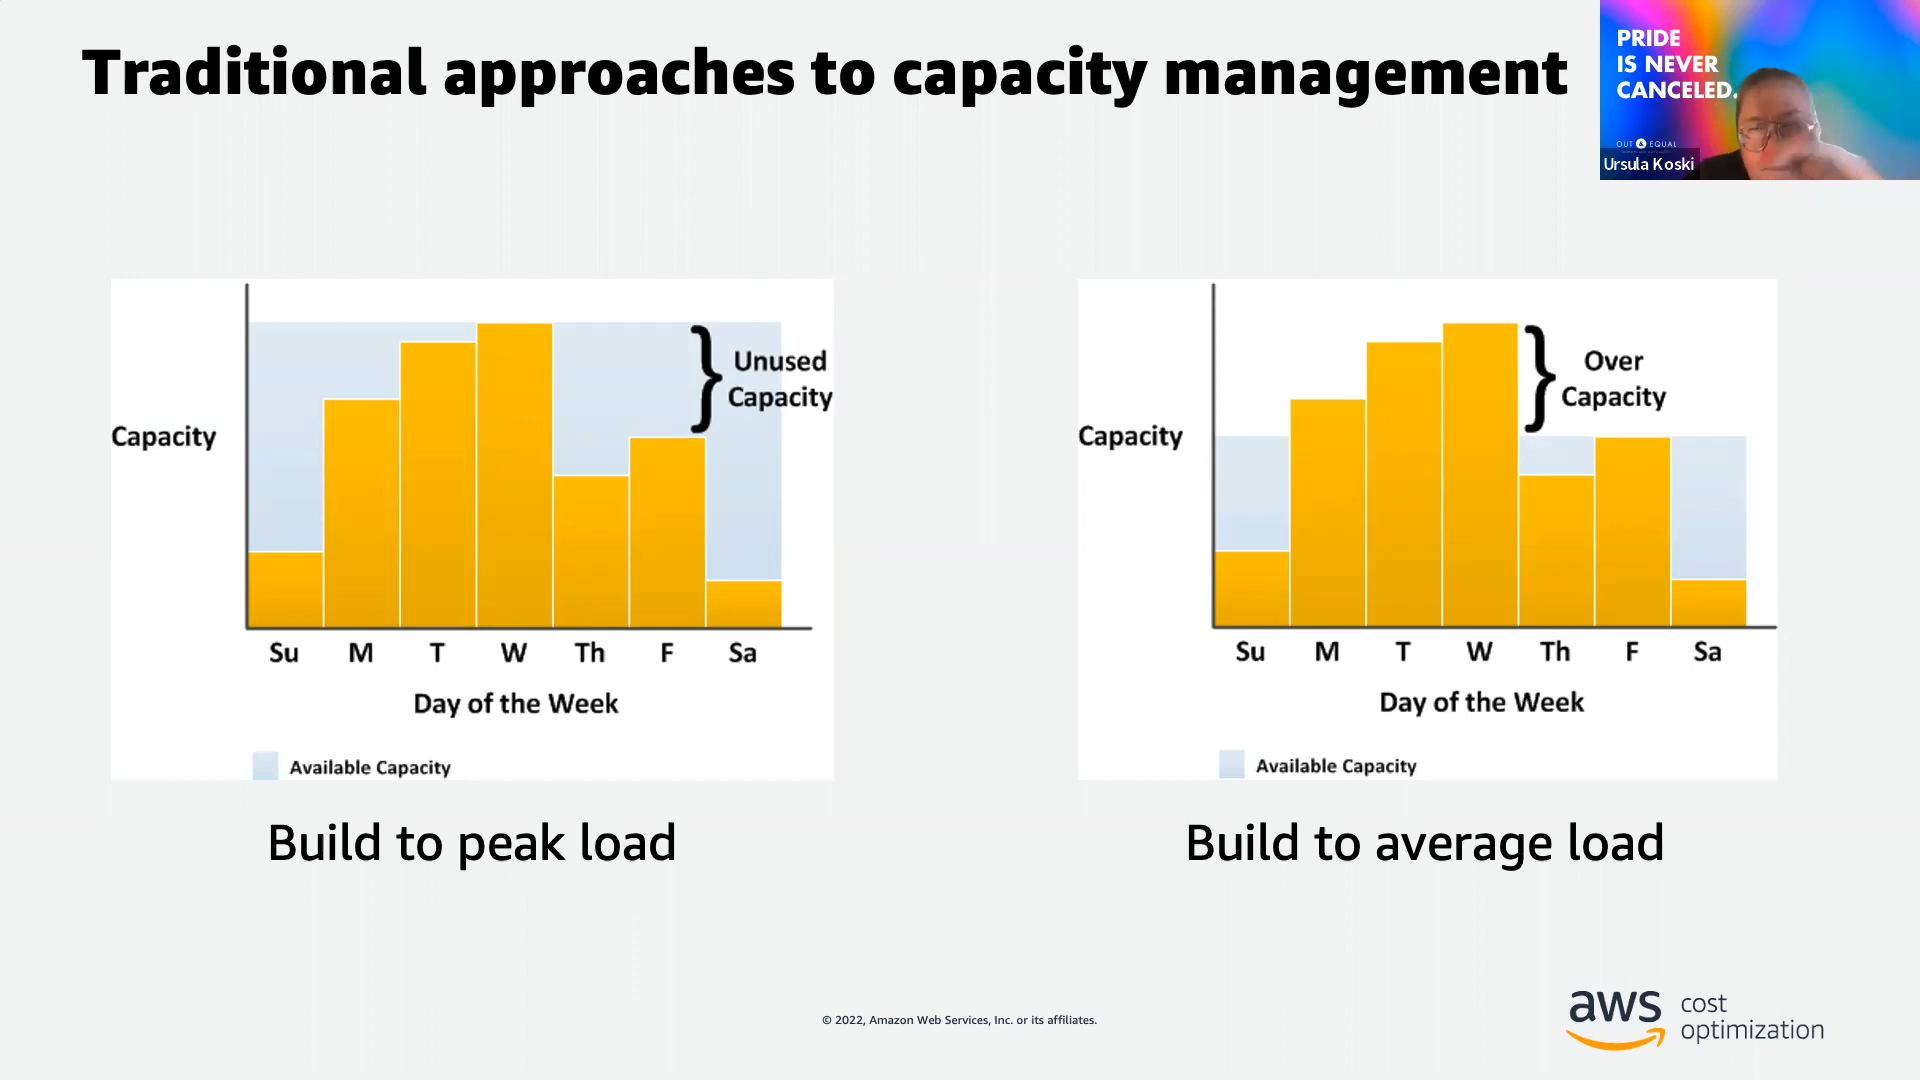 Traditional approaches to capacity management
PRIDE
IS NEVER
CANCELED.
OUT & EQUAL
Ursula Koski
Unused
Capacity
Capacity
Su M T W Th F Sa
Day of the Week
Available Capacity
Build to peak load
Over
Capacity
Capacity
Su M T W Th F Sa
Day of the Week
Available Capacity
Build to average load
© 2022, Amazon Web Services, Inc. or its affiliates.
aws
cost
optimization